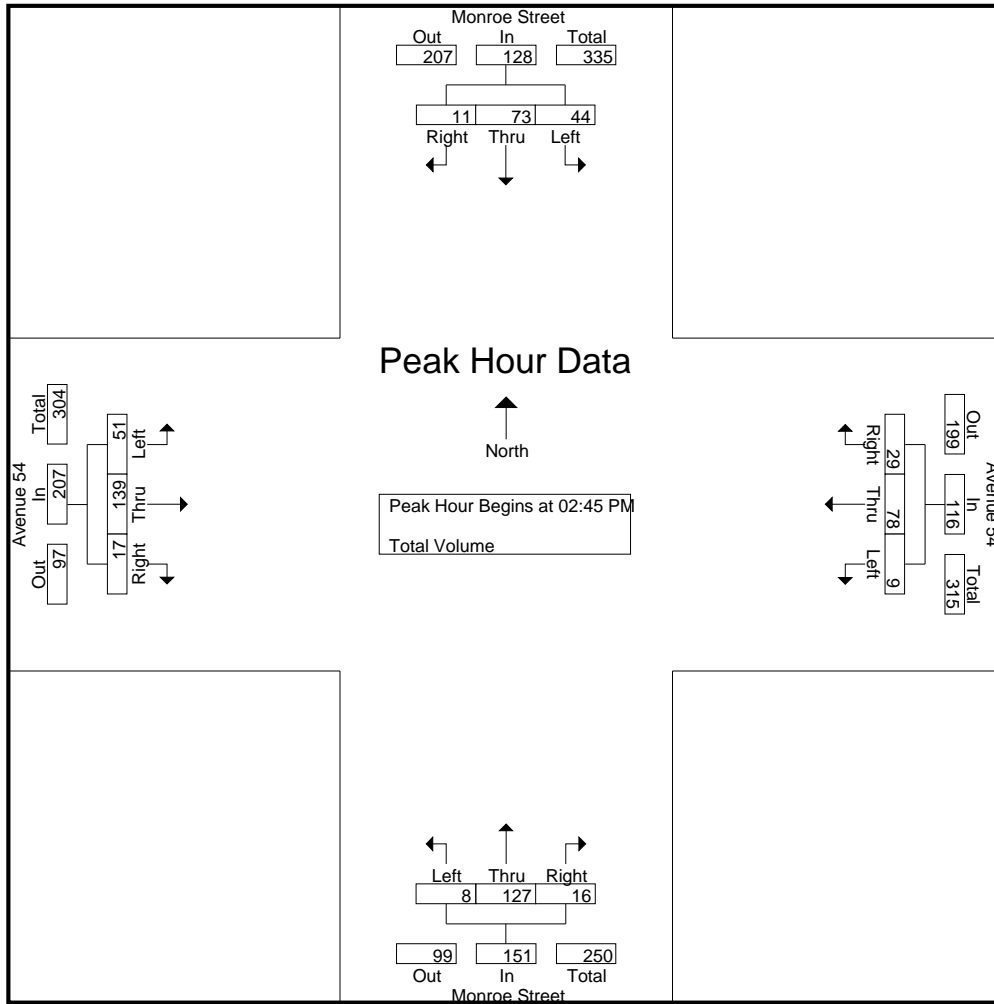 Monroe Street
Out In Total
207 128 335
11 73 44
Right Thru Left
Peak Hour Data
North
Peak Hour Begins at 02:45 PM
Total Volume
Avenue 54
Total In Out
304 207 97
51 139 17
Left Thru Right
Avenue 54
Out In Total
199 116 315
29 78 9
Right Thru Left
Left Thru Right
8 127 16
99 151 250
Out In Total
Monroe Street